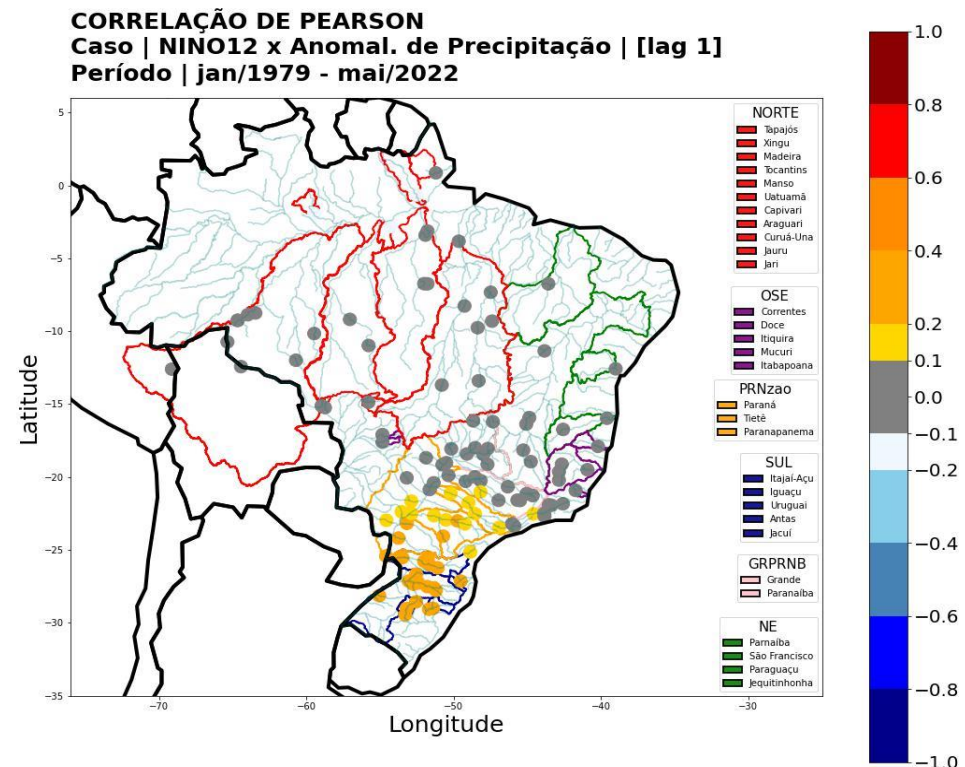 CORRELAÇÃO DE PEARSON
Caso | NINO12 x Anomal. de Precipitação | [lag 1]
Período | jan/1979 - mai/2022
Latitude
5
0
−5
−10
−15
−20
−25
−30
−35
−70
−60
−50
−40
−30
Longitude
NORTE
Tapajós
Xingu
Madeira
Tocantins
Manso
Uatuamã
Capivari
Araguari
Curuá-Una
Jauru
Jari
OSE
Correntes
Doce
Itiquira
Mucuri
Itabapoana
PRNzao
Paraná
Tietê
Paranapanema
SUL
Itajaí-Açu
Iguaçu
Uruguai
Antas
Jacuí
GRPRNB
Grande
Paranaíba
NE
Parnaíba
São Francisco
Paraguaçu
Jequitinhonha
1.0
0.8
0.6
0.4
0.2
0.1
0.0
−0.1
−0.2
−0.4
−0.6
−0.8
−1.0